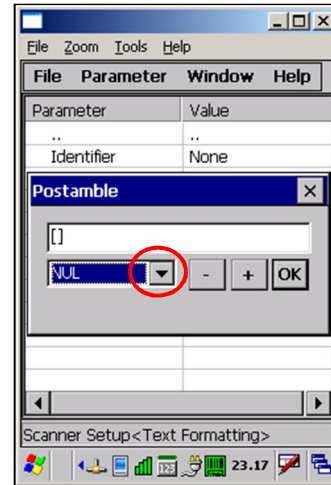 File Zoom Tools Help
File Parameter Window Help
Parameter Value
.. ..
Identifier None
Postamble
[]
NUL - + OK
Scanner Setup<Text Formatting>
23.17